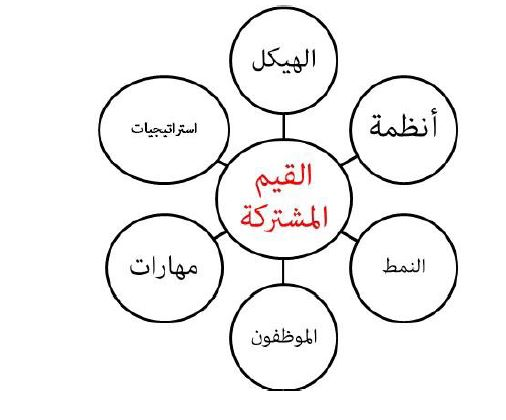 الهيكل
أنظمة
استراتيجيات
القيم
المشتركة
النمط
مهارات
الموظفون